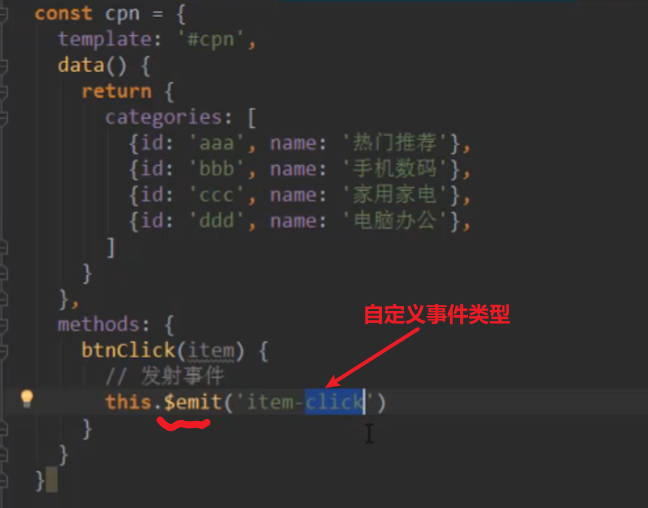 const cpn = {
template: '#cpn',
data() {
return {
categories: [
{id: 'aaa', name: '热门推荐'},
{id: 'bbb', name: '手机数码'},
{id: 'ccc', name: '家用家电'},
{id: 'ddd', name: '电脑办公'},
]
}
},
methods: {
自定义事件类型
btnClick(item) {
// 发射事件
this.$emit('item-click')
}
}
}